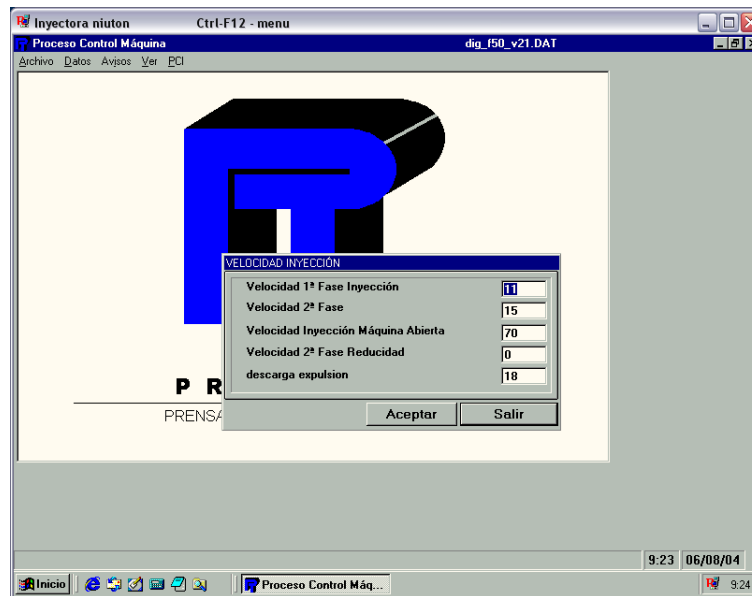 Inyectora niuton Ctrl-F12 - menu
Proceso Control Máquina dig_f50_v21.DAT
Archivo Datos Avisos Ver PCI
VELOCIDAD INYECCIÓN
Velocidad 1ª Fase Inyección 11
Velocidad 2ª Fase 15
Velocidad Inyección Máquina Abierta 70
Velocidad 2ª Fase Reducidad 0
descarga expulsion 18
Aceptar Salir
P R
PRENSA
9:23 06/08/04
Inicio Proceso Control Máq... 9:24